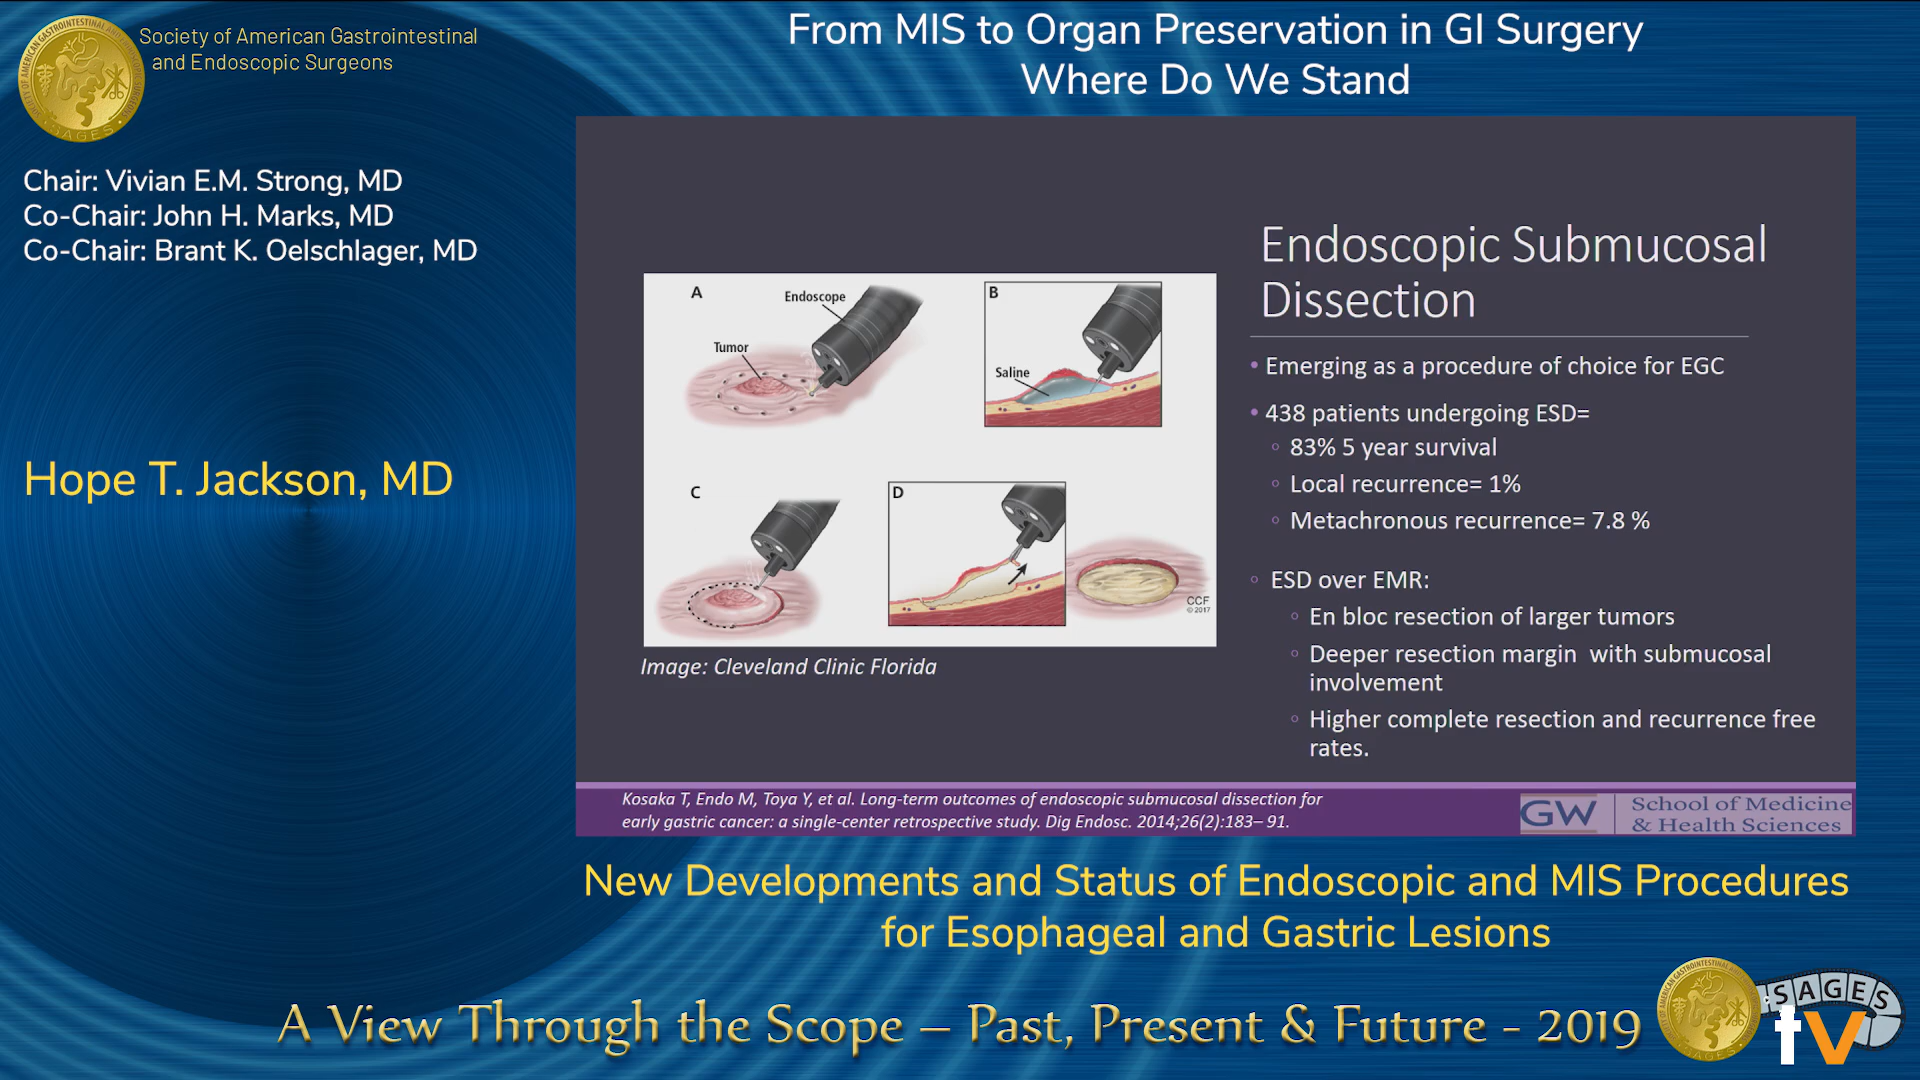 Society of American Gastrointestinal
and Endoscopic Surgeons
From MIS to Organ Preservation in GI Surgery
Where Do We Stand
Chair: Vivian E.M. Strong, MD
Co-Chair: John H. Marks, MD
Co-Chair: Brant K. Oelschlager, MD
Hope T. Jackson, MD
A
Endoscope
Tumor
B
Saline
C
D
CCF
© 2017
Image: Cleveland Clinic Florida
Endoscopic Submucosal
Dissection
• Emerging as a procedure of choice for EGC
• 438 patients undergoing ESD=
◦ 83% 5 year survival
◦ Local recurrence= 1%
◦ Metachronous recurrence= 7.8 %
◦ ESD over EMR:
◦ En bloc resection of larger tumors
◦ Deeper resection margin with submucosal
involvement
◦ Higher complete resection and recurrence free
rates.
Kosaka T, Endo M, Toya Y, et al. Long-term outcomes of endoscopic submucosal dissection for
early gastric cancer: a single-center retrospective study. Dig Endosc. 2014;26(2):183– 91.
GW
School of Medicine
& Health Sciences
New Developments and Status of Endoscopic and MIS Procedures
for Esophageal and Gastric Lesions
A View Through the Scope – Past, Present & Future - 2019
SAGES
tv